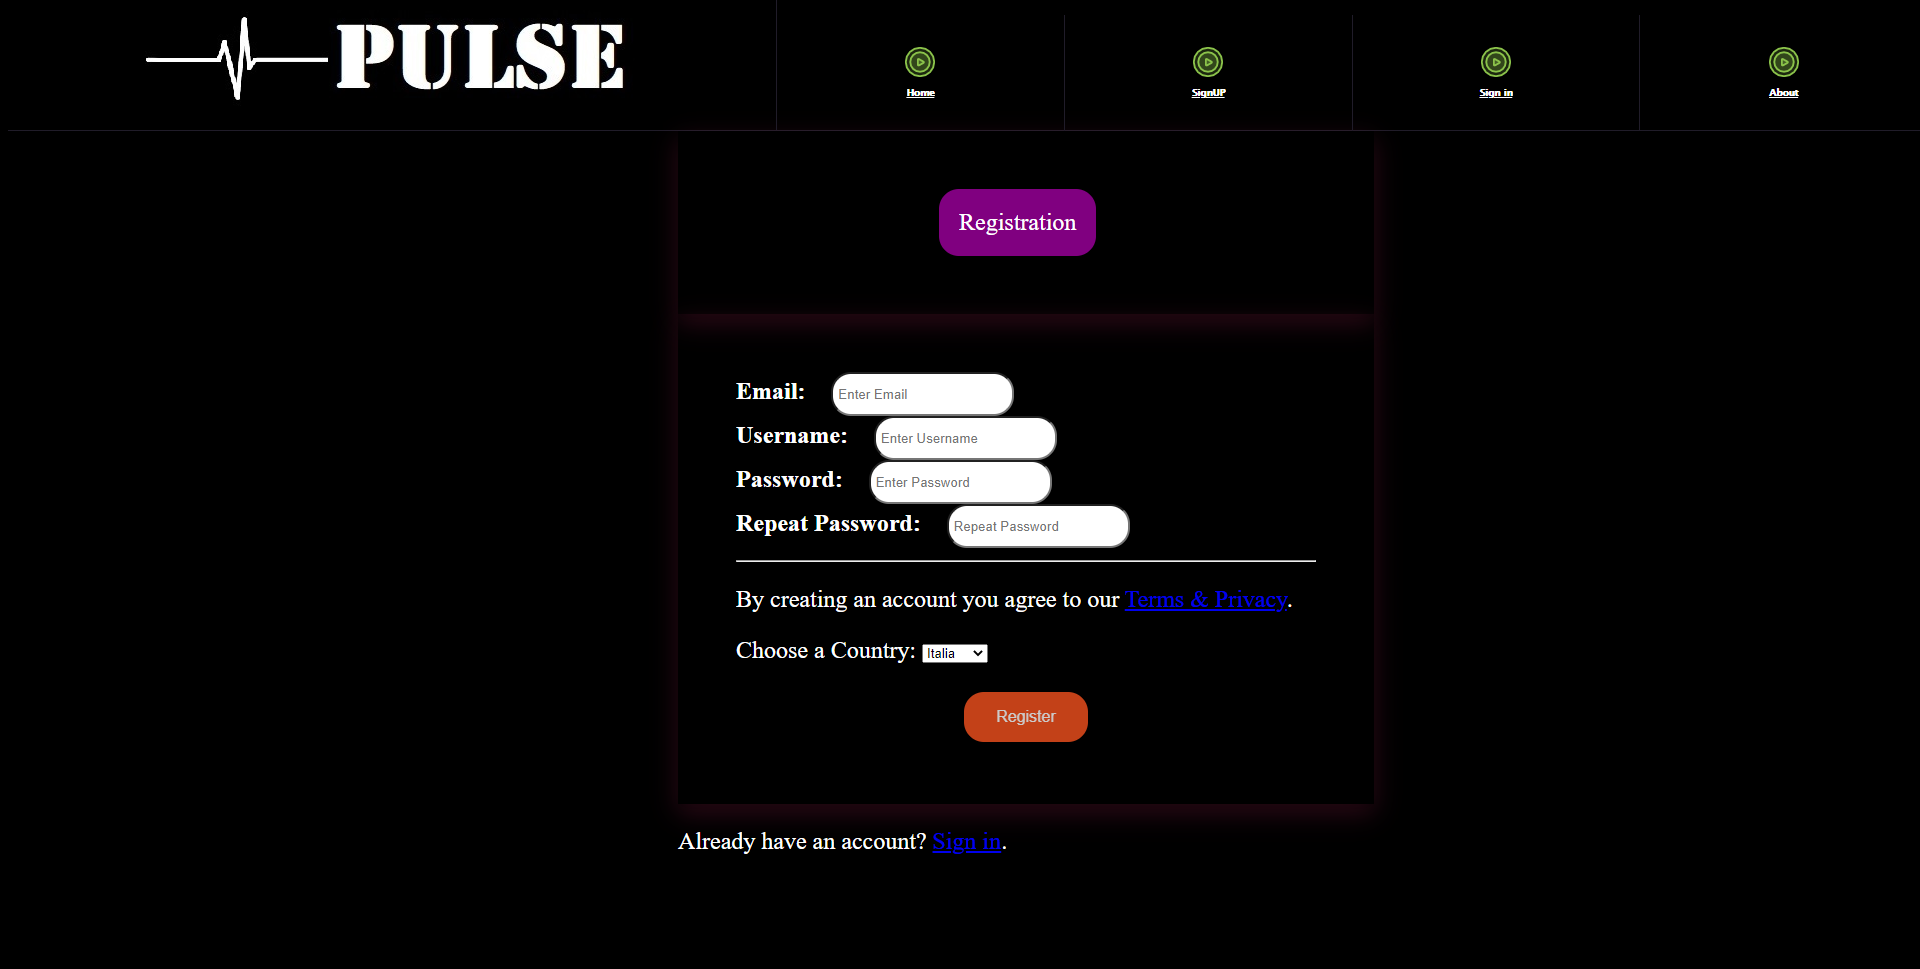 PULSE
Home
SignUP
Sign in
About
Registration
Email: Enter Email
Username: Enter Username
Password: Enter Password
Repeat Password: Repeat Password
By creating an account you agree to our Terms & Privacy.
Choose a Country: Italia
Register
Already have an account? Sign in.